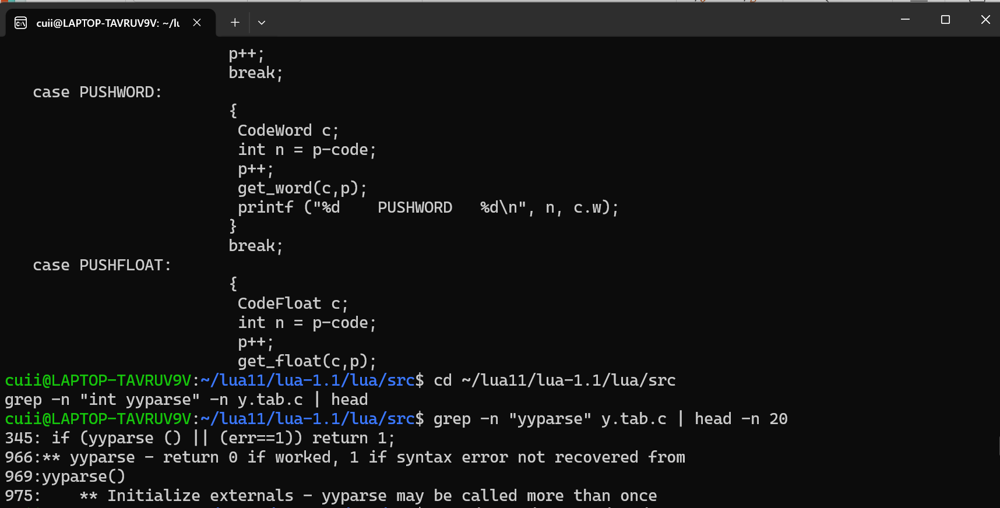 cuii@LAPTOP-TAVRUV9V: ~/lu
p++;
break;
case PUSHWORD:
{
CodeWord c;
int n = p-code;
p++;
get_word(c,p);
printf ("%d    PUSHWORD   %d\n", n, c.w);
}
break;
case PUSHFLOAT:
{
CodeFloat c;
int n = p-code;
p++;
get_float(c,p);
cuii@LAPTOP-TAVRUV9V:~/lua11/lua-1.1/lua/src$ cd ~/lua11/lua-1.1/lua/src
grep -n "int yyparse" -n y.tab.c | head
cuii@LAPTOP-TAVRUV9V:~/lua11/lua-1.1/lua/src$ grep -n "yyparse" y.tab.c | head -n 20
345: if (yyparse () || (err==1)) return 1;
966:** yyparse - return 0 if worked, 1 if syntax error not recovered from
969:yyparse()
975:    ** Initialize externals - yyparse may be called more than once